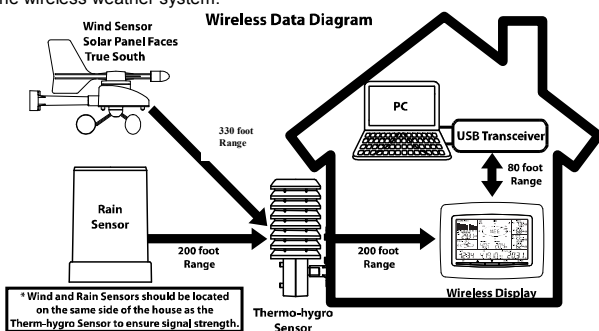 the wireless weather system.
Wireless Data Diagram
Wind Sensor
Solar Panel Faces
True South
330 foot
Range
PC
USB Transceiver
80 foot
Range
Rain
Sensor
200 foot
Range
200 foot
Range
Wireless Display
Thermo-hygro
Sensor
* Wind and Rain Sensors should be located
on the same side of the house as the
Therm-hygro Sensor to ensure signal strength.